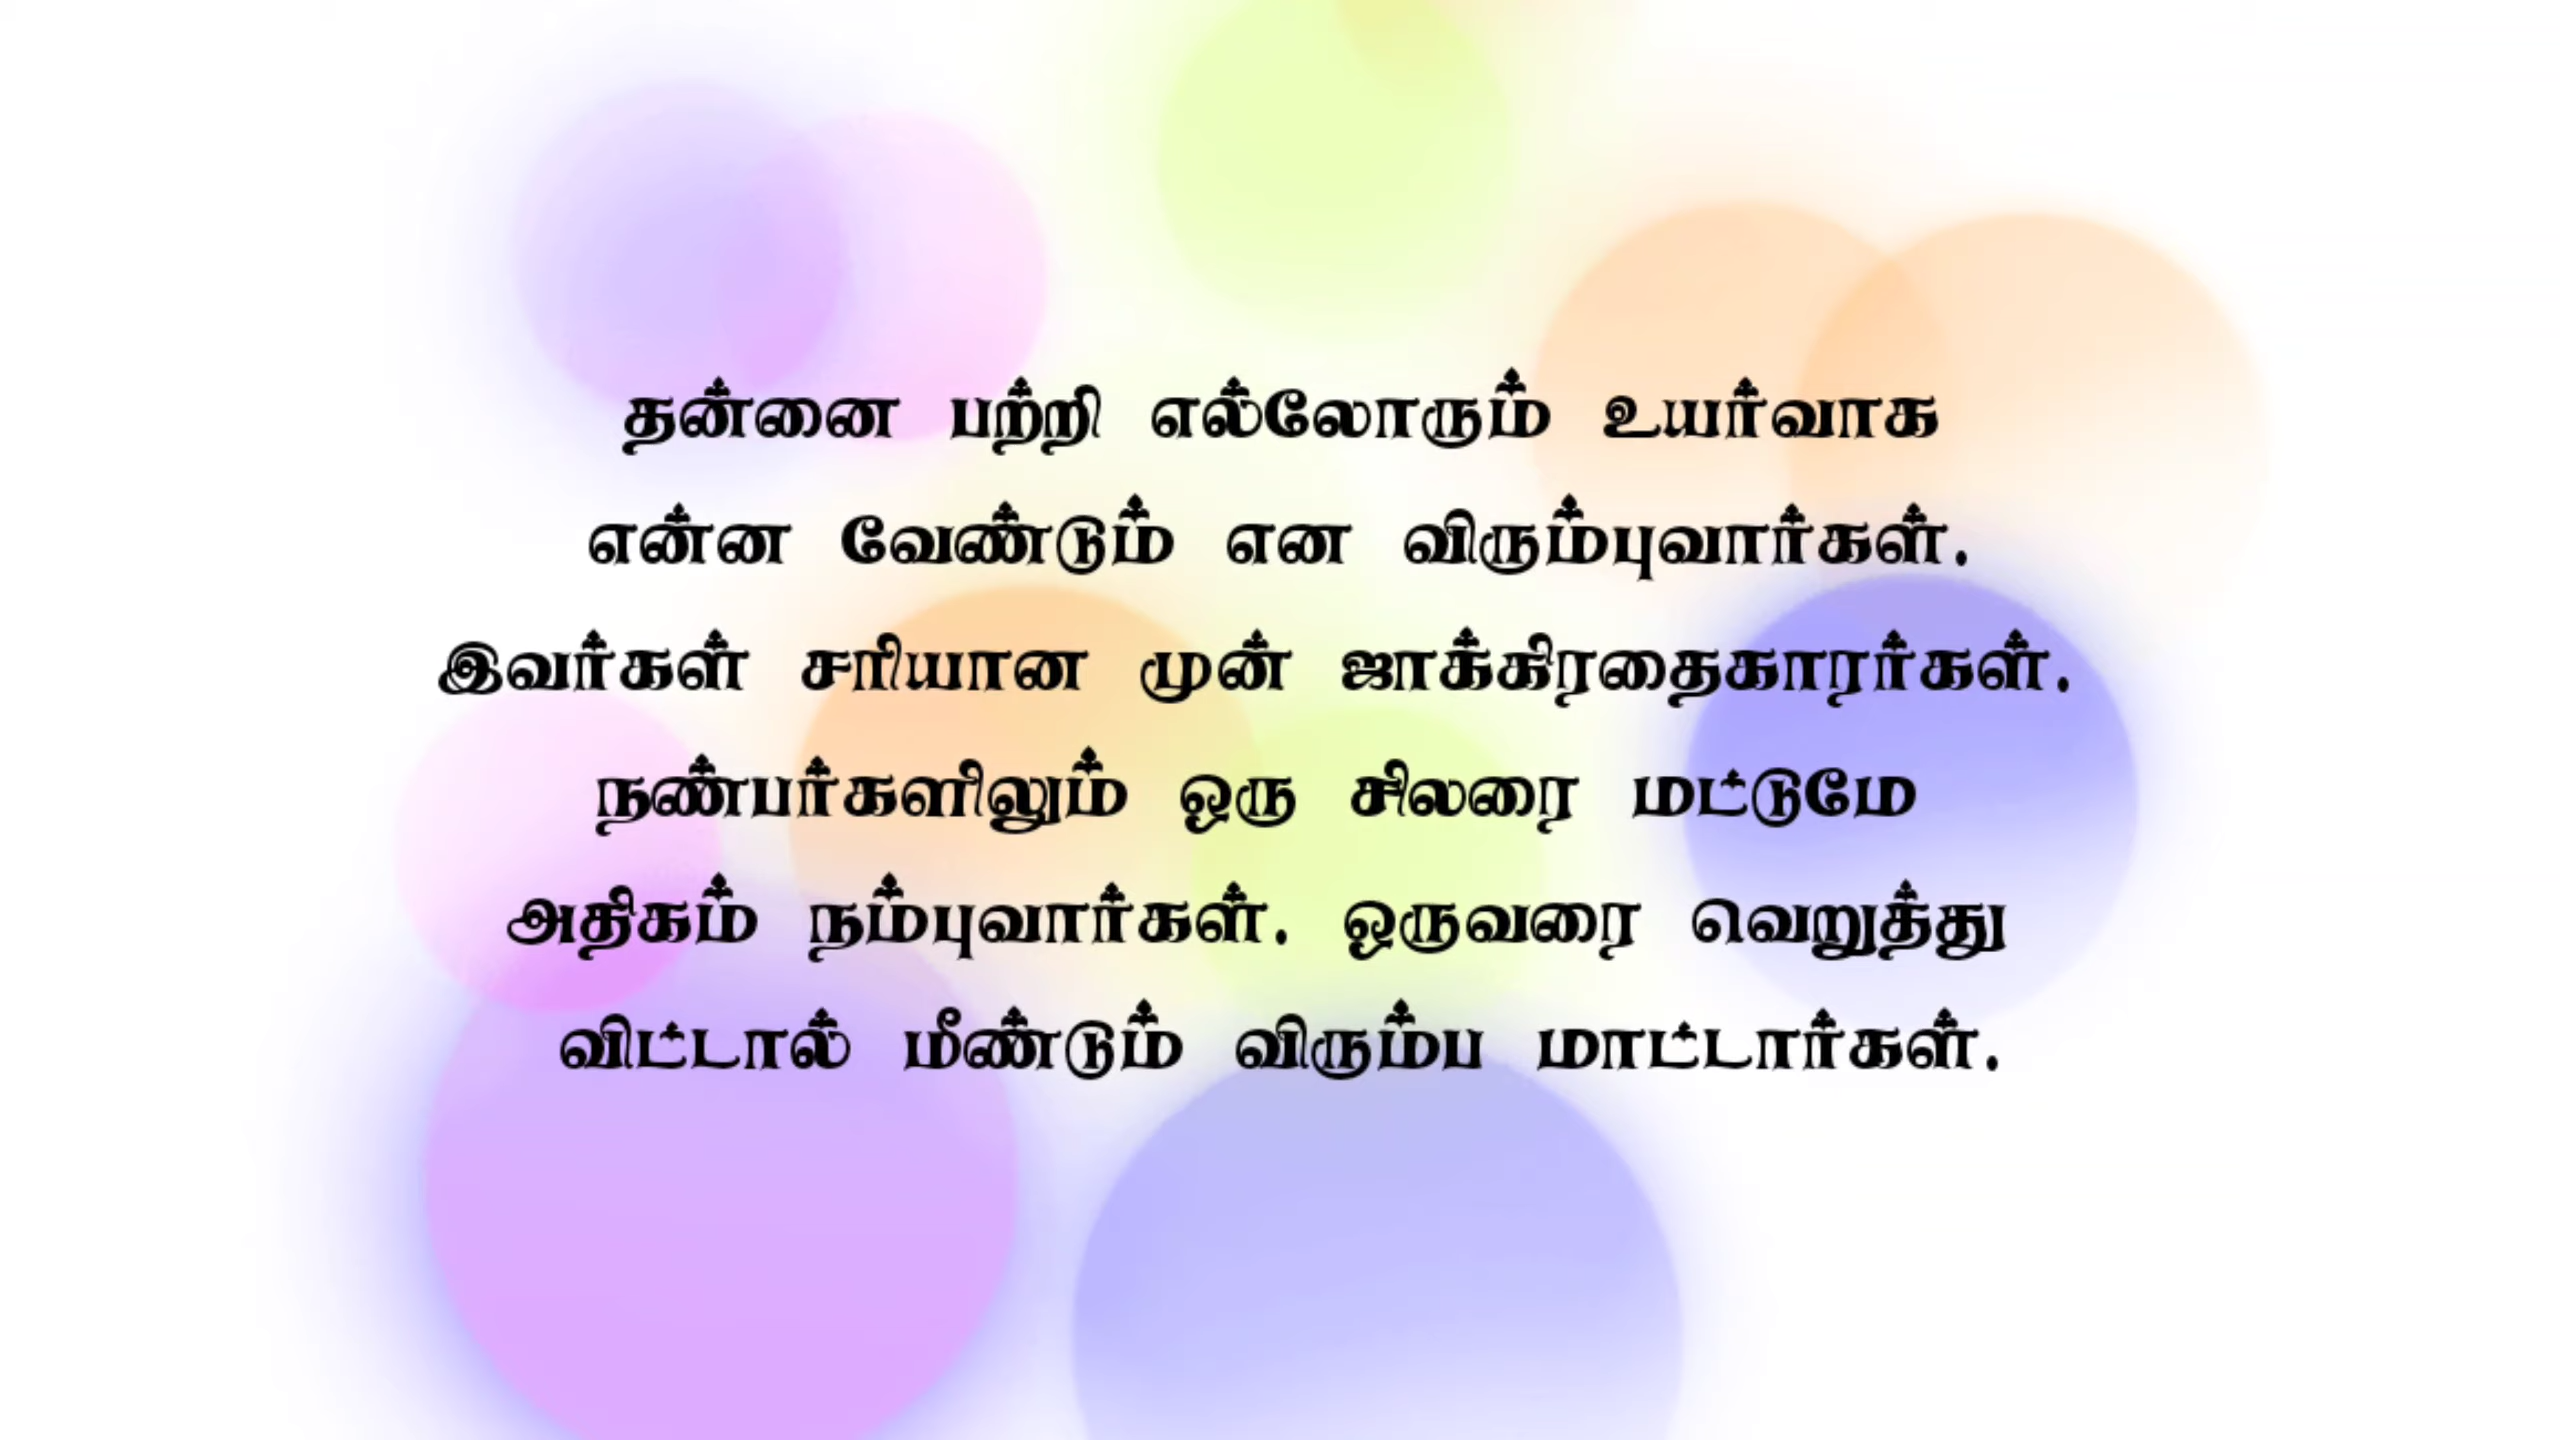 தன்னை பற்றி எல்லோரும் உயர்வாக
என்ன வேண்டும் என விரும்புவார்கள்.
இவர்கள் சரியான முன் ஜாக்கிரதைகாரர்கள்.
நண்பர்களிலும் ஒரு சிலரை மட்டுமே
அதிகம் நம்புவார்கள். ஒருவரை வெறுத்து
விட்டால் மீண்டும் விரும்ப மாட்டார்கள்.